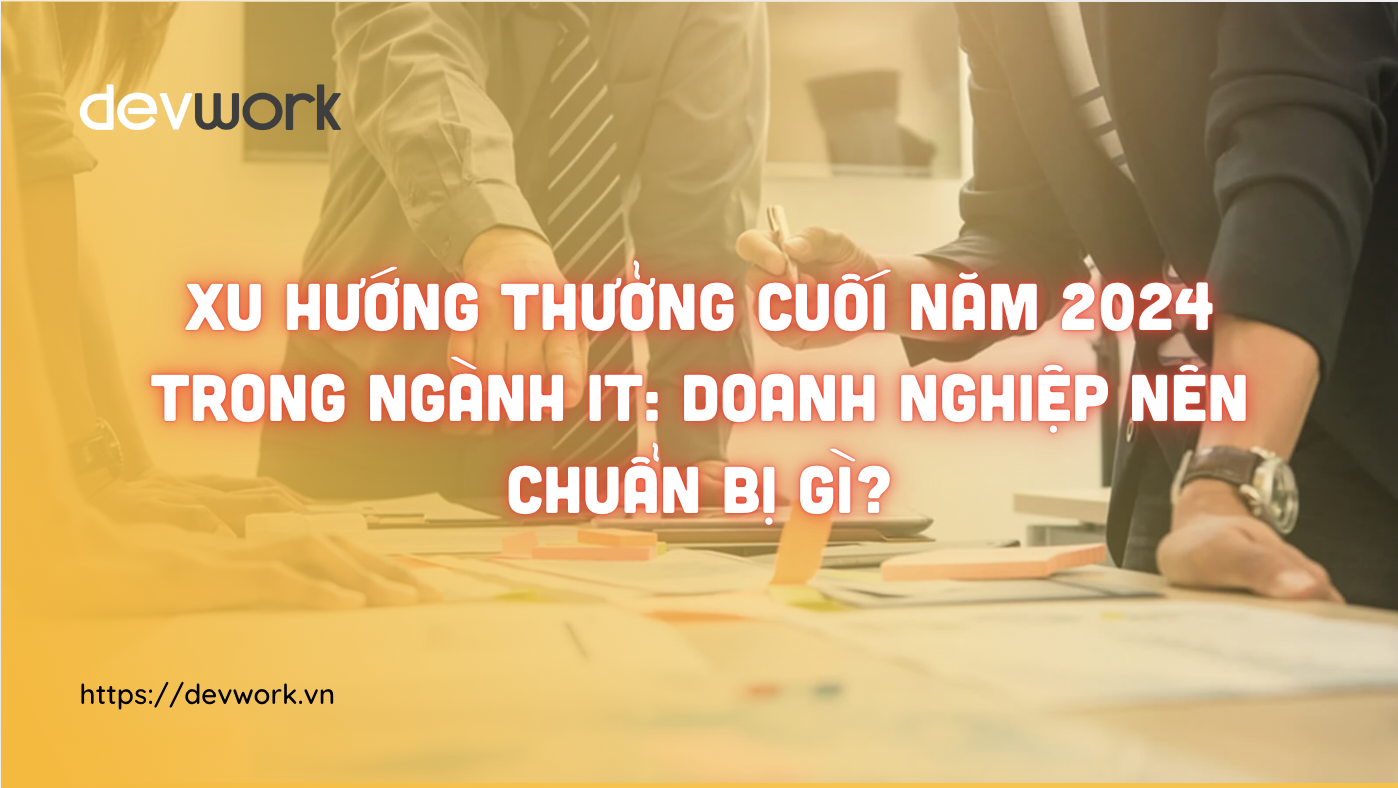 devwork
XU HƯỚNG THƯỞNG CUỐI NĂM 2024
TRONG NGÀNH IT: DOANH NGHIỆP NÊN
CHUẨN BỊ GÌ?
https://devwork.vn